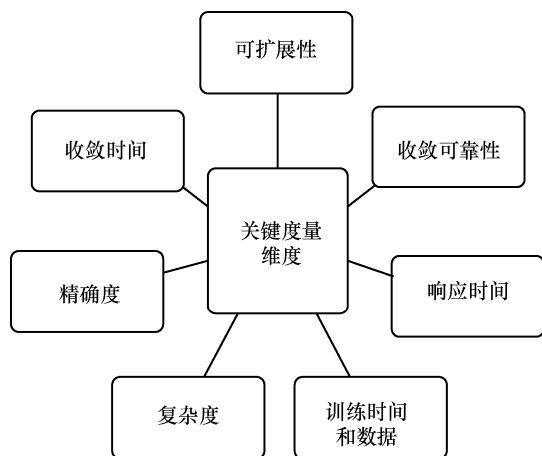 可扩展性
收敛时间
收敛可靠性
关键度量
维度
精确度
响应时间
复杂度
训练时间
和数据